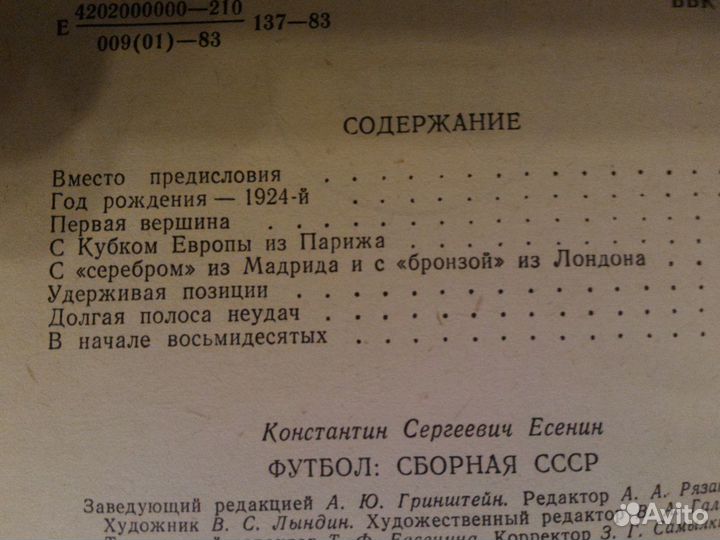 4202000000—210
Е 137—83
009(01)—83
СОДЕРЖАНИЕ
Вместо предисловия . . . . . . . . . . . . .
Год рождения — 1924-й . . . . . . . . . . . .
Первая вершина . . . . . . . . . . . . . . .
С Кубком Европы из Парижа . . . . . . . . . .
С «серебром» из Мадрида и с «бронзой» из Лондона . .
Удерживая позиции . . . . . . . . . . . . .
Долгая полоса неудач . . . . . . . . . . . .
В начале восьмидесятых . . . . . . . . . . .
Константин Сергеевич Есенин
ФУТБОЛ: СБОРНАЯ СССР
Заведующий редакцией А. Ю. Гринштейн. Редактор А. А.
Художник В. С. Лындин. Художественный редактор
Корректор З. Г.
Avito